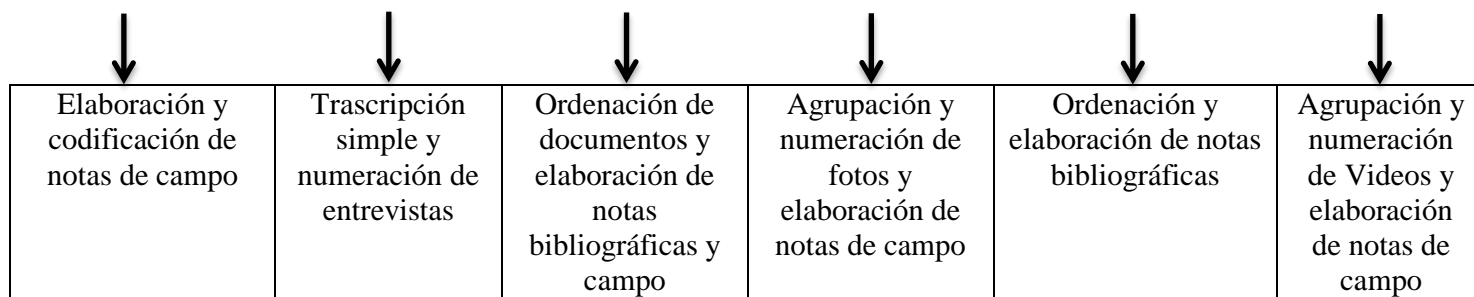 Elaboración y
codificación de
notas de campo
Trascripción
simple y
numeración de
entrevistas
Ordenación de
documentos y
elaboración de
notas
bibliográficas y
campo
Agrupación y
numeración de
fotos y
elaboración de
notas de campo
Ordenación y
elaboración de notas
bibliográficas
Agrupación y
numeración
de Videos y
elaboración
de notas de
campo